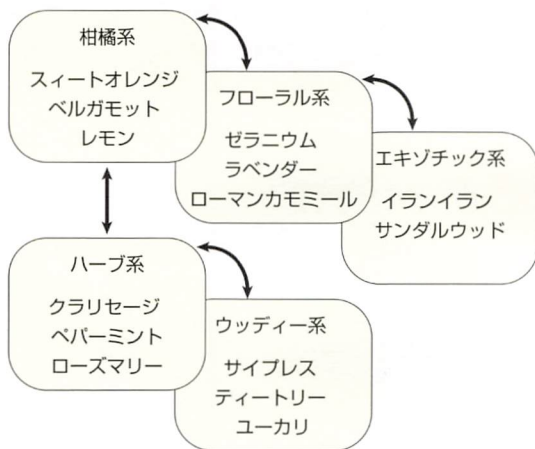 柑橘系
スィートオレンジ
ベルガモット
レモン
フローラル系
ゼラニウム
ラベンダー
ローマンカモミール
エキゾチック系
イランイラン
サンダルウッド
ハーブ系
クラリセージ
ペパーミント
ローズマリー
ウッディー系
サイプレス
ティートリー
ユーカリ